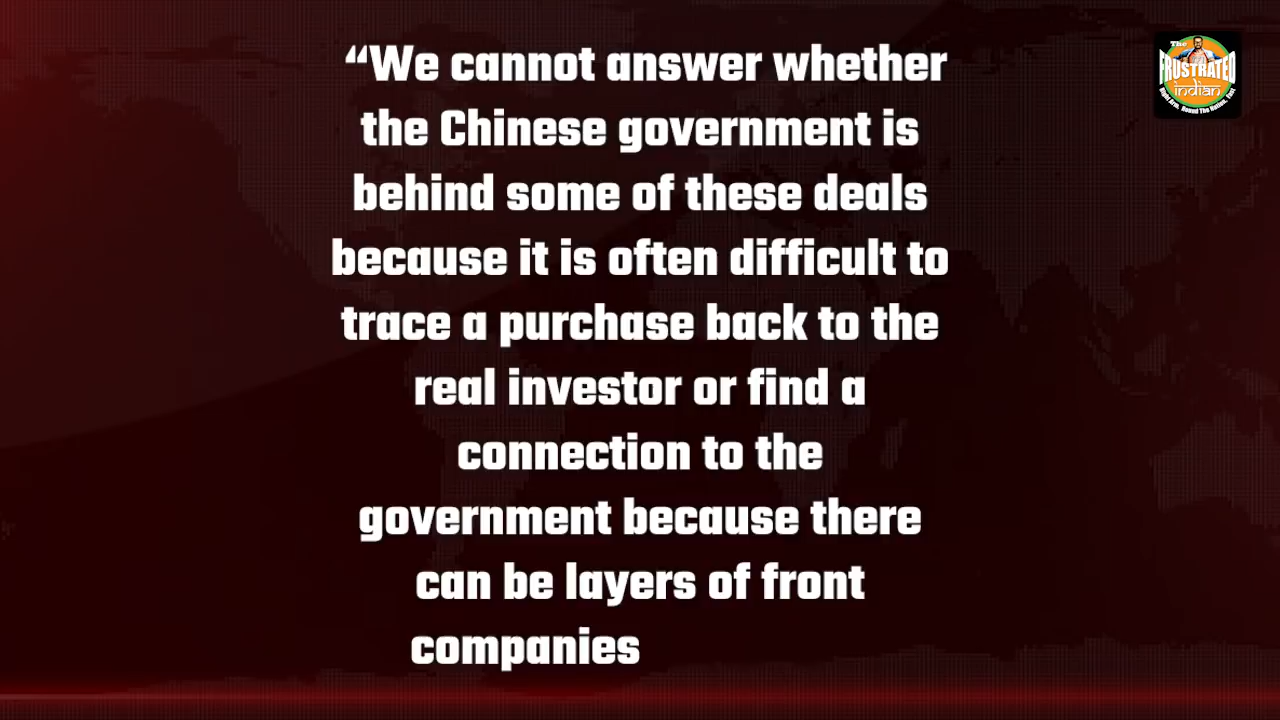 “We cannot answer whether
the Chinese government is
behind some of these deals
because it is often difficult to
trace a purchase back to the
real investor or find a
connection to the
government because there
can be layers of front
companies
The
FRUSTRATED
indian